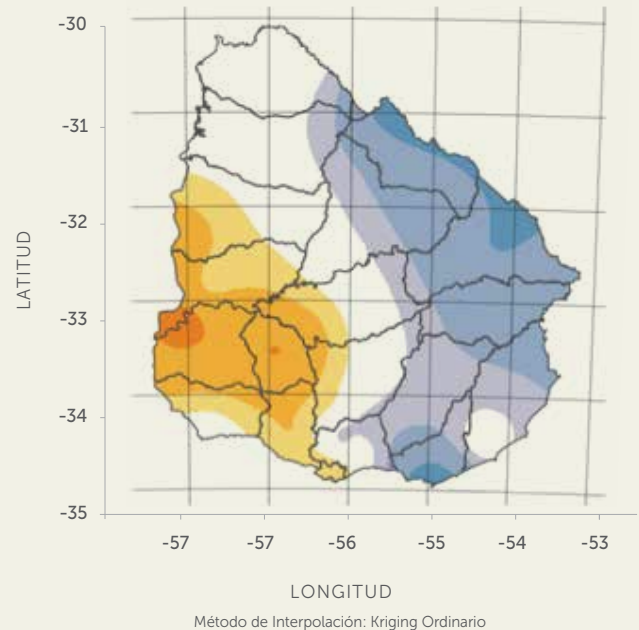 -30
-31
-32
-33
-34
-35
LATITUD
-57 -57 -56 -55 -54 -53
LONGITUD
Método de Interpolación: Kriging Ordinario